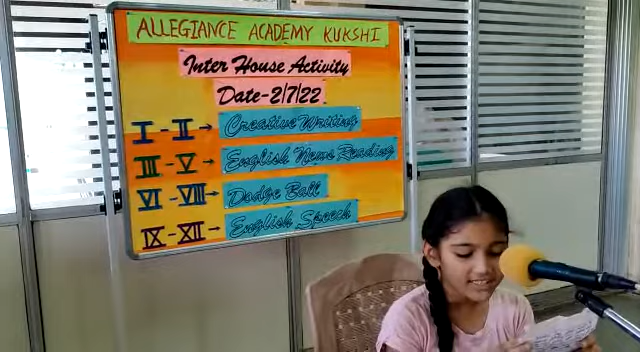 ALLEGIANCE ACADEMY KUKSHI
Inter House Activity
Date-2/7/22
I - II → Creative Writing
III - V → English News Reading
VI - VIII → Dodge Ball
IX - XII → English Speech